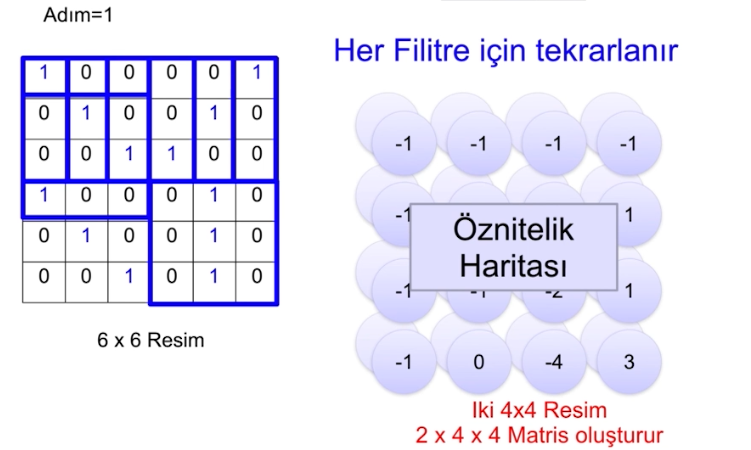 Adım=1
Her Filitre için tekrarlanır
1 0 0 0 0 1
0 1 0 0 1 0
0 0 1 1 0 0
1 0 0 0 1 0
0 1 0 0 1 0
0 0 1 0 1 0
6 x 6 Resim
-1 -1 -1 -1
-1 1
Öznitelik
Haritası
-1 -1 -2 1
-1 0 -4 3
Iki 4x4 Resim
2 x 4 x 4 Matris oluşturur